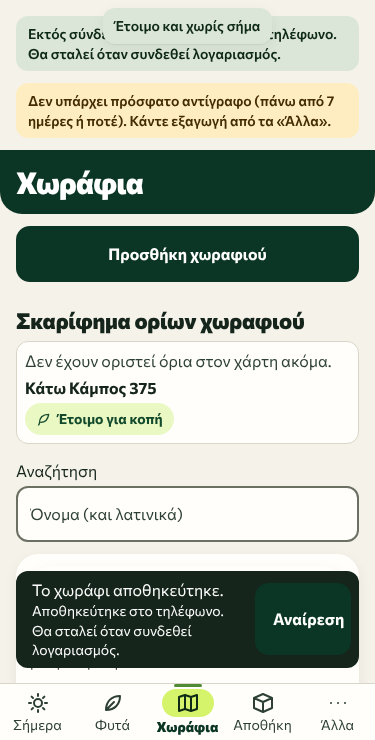 Έτοιμο και χωρίς σήμα
Εκτός σύνδε τηλέφωνο.
Θα σταλεί όταν συνδεθεί λογαριασμός.
Δεν υπάρχει πρόσφατο αντίγραφο (πάνω από 7
ημέρες ή ποτέ). Κάντε εξαγωγή από τα «Άλλα».
Χωράφια
Προσθήκη χωραφιού
Σκαρίφημα ορίων χωραφιού
Δεν έχουν οριστεί όρια στον χάρτη ακόμα.
Κάτω Κάμπος 375
Έτοιμο για κοπή
Αναζήτηση
Όνομα (και λατινικά)
Το χωράφι αποθηκεύτηκε.
Αποθηκεύτηκε στο τηλέφωνο.
Θα σταλεί όταν συνδεθεί
λογαριασμός.
Αναίρεση
Σήμερα Φυτά Χωράφια Αποθήκη Άλλα